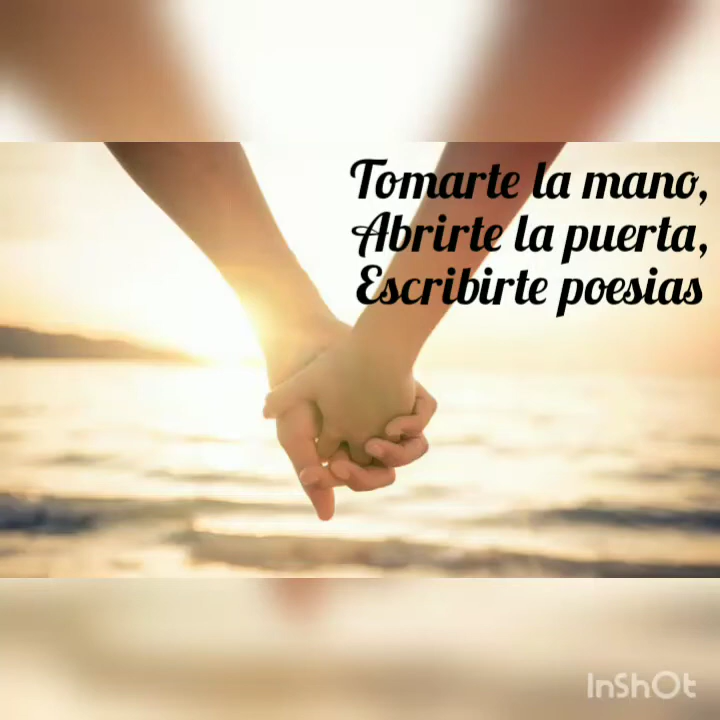 Tomarte la mano,
Abrirte la puerta,
Escribirte poesias
InShOt